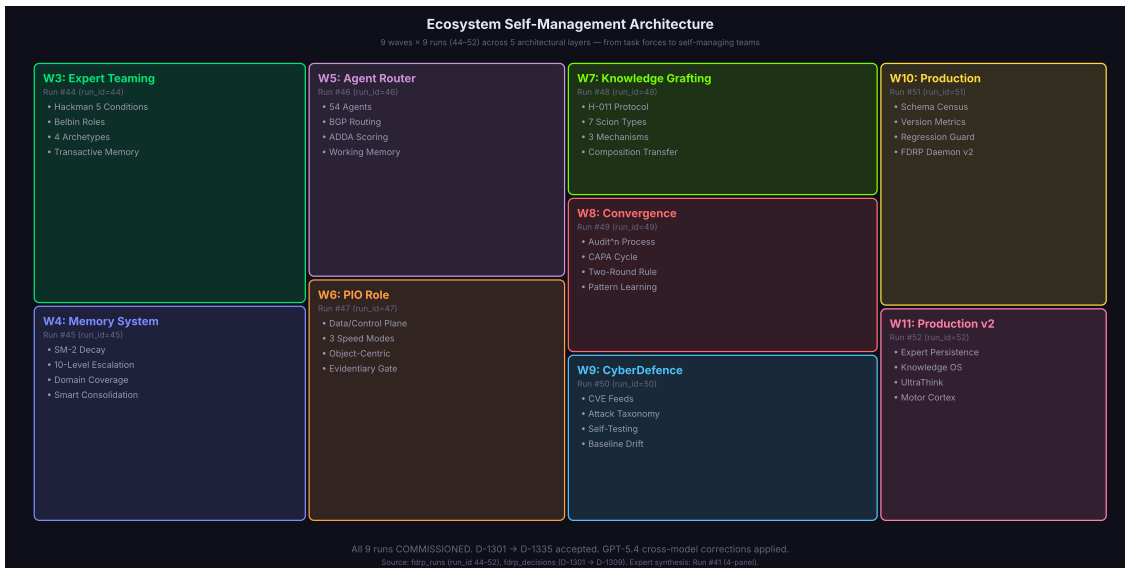 Ecosystem Self-Management Architecture
9 waves × 9 runs (44–52) across 5 architectural layers — from task forces to self-managing teams
W3: Expert Teaming
Run #44 (run_id=44)
• Hackman 5 Conditions
• Belbin Roles
• 4 Archetypes
• Transactive Memory
W4: Memory System
Run #45 (run_id=45)
• SM-2 Decay
• 10-Level Escalation
• Domain Coverage
• Smart Consolidation
W5: Agent Router
Run #46 (run_id=46)
• 54 Agents
• BGP Routing
• ADDA Scoring
• Working Memory
W6: PIO Role
Run #47 (run_id=47)
• Data/Control Plane
• 3 Speed Modes
• Object-Centric
• Evidentiary Gate
W7: Knowledge Grafting
Run #48 (run_id=48)
• H-011 Protocol
• 7 Scion Types
• 3 Mechanisms
• Composition Transfer
W8: Convergence
Run #49 (run_id=49)
• Audit^n Process
• CAPA Cycle
• Two-Round Rule
• Pattern Learning
W9: CyberDefence
Run #50 (run_id=50)
• CVE Feeds
• Attack Taxonomy
• Self-Testing
• Baseline Drift
W10: Production
Run #51 (run_id=51)
• Schema Census
• Version Metrics
• Regression Guard
• FDRP Daemon v2
W11: Production v2
Run #52 (run_id=52)
• Expert Persistence
• Knowledge OS
• UltraThink
• Motor Cortex
All 9 runs COMMISSIONED. D-1301 → D-1335 accepted. GPT-5.4 cross-model corrections applied.
Source: fdrp_runs (run_id 44–52), fdrp_decisions (D-1301 → D-1309). Expert synthesis: Run #41 (4-panel).